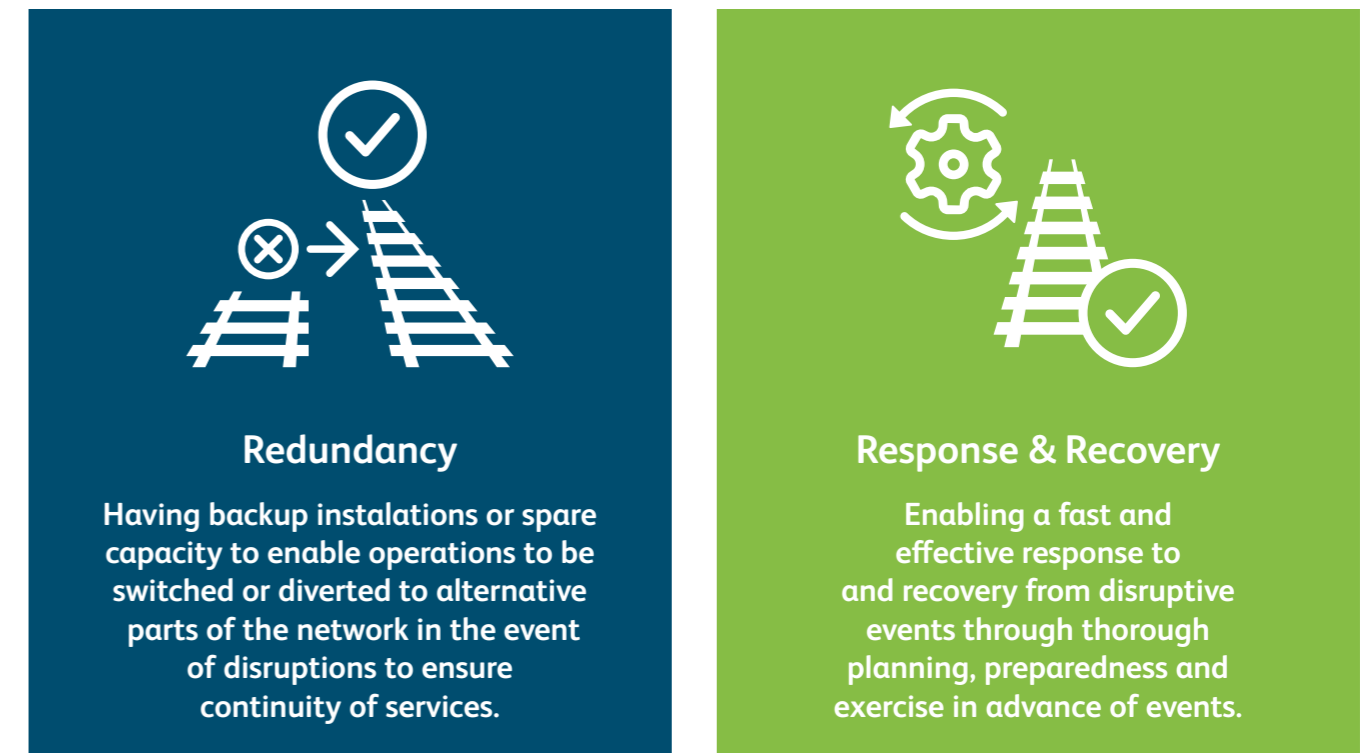 Redundancy
Having backup instalations or spare
capacity to enable operations to be
switched or diverted to alternative
parts of the network in the event
of disruptions to ensure
continuity of services.
Response & Recovery
Enabling a fast and
effective response to
and recovery from disruptive
events through thorough
planning, preparedness and
exercise in advance of events.